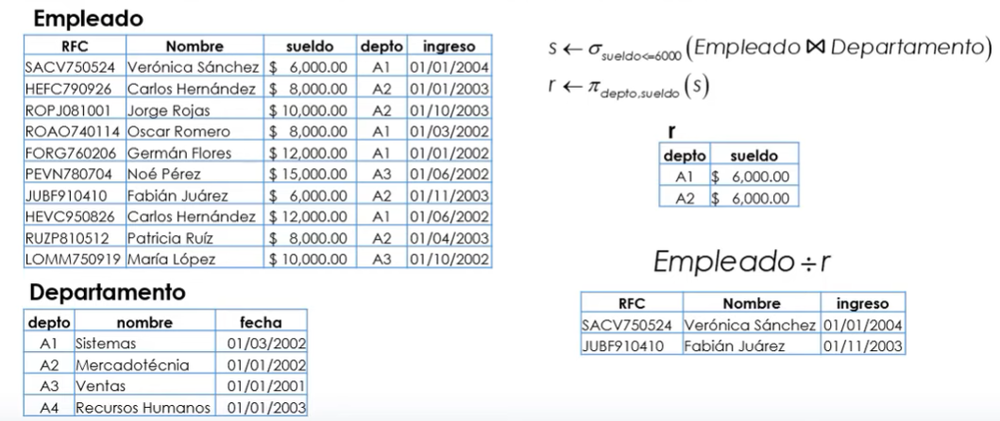 Empleado
RFC Nombre sueldo depto ingreso
SACV750524 Verónica Sánchez $ 6,000.00 A1 01/01/2004
HEFC790926 Carlos Hernández $ 8,000.00 A2 01/01/2003
ROPJ081001 Jorge Rojas $ 10,000.00 A2 01/10/2003
ROAO740114 Oscar Romero $ 8,000.00 A1 01/03/2002
FORG760206 Germán Flores $ 12,000.00 A1 01/01/2002
PEVN780704 Noé Pérez $ 15,000.00 A3 01/06/2002
JUBF910410 Fabián Juárez $ 6,000.00 A2 01/11/2003
HEVC950826 Carlos Hernández $ 12,000.00 A1 01/06/2002
RUZP810512 Patricia Ruíz $ 8,000.00 A2 01/04/2003
LOMM750919 María López $ 10,000.00 A3 01/10/2002
Departamento
depto nombre fecha
A1 Sistemas 01/03/2002
A2 Mercadotécnia 01/01/2002
A3 Ventas 01/01/2001
A4 Recursos Humanos 01/01/2003
s ← σ sueldo<=6000 (Empleado ⋈ Departamento)
r ← π depto,sueldo (s)
r
depto sueldo
A1 $ 6,000.00
A2 $ 6,000.00
Empleado ÷ r
RFC Nombre ingreso
SACV750524 Verónica Sánchez 01/01/2004
JUBF910410 Fabián Juárez 01/11/2003